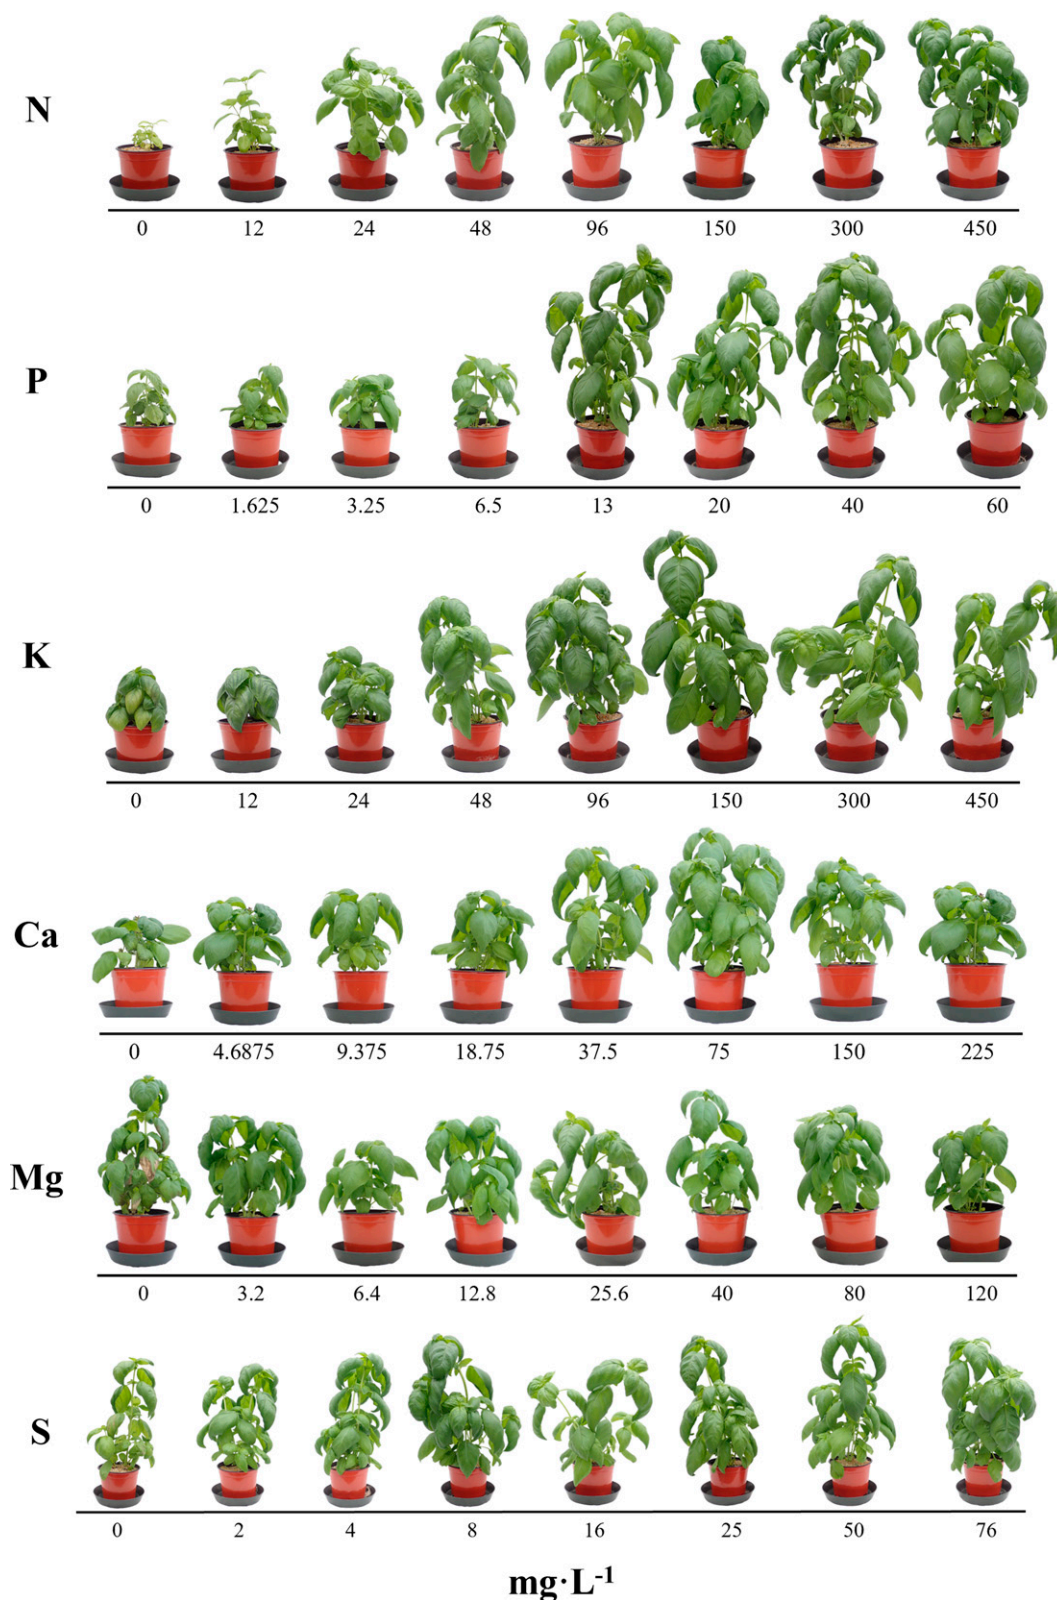 N
0 12 24 48 96 150 300 450
P
0 1.625 3.25 6.5 13 20 40 60
K
0 12 24 48 96 150 300 450
Ca
0 4.6875 9.375 18.75 37.5 75 150 225
Mg
0 3.2 6.4 12.8 25.6 40 80 120
S
0 2 4 8 16 25 50 76
mg·L⁻¹